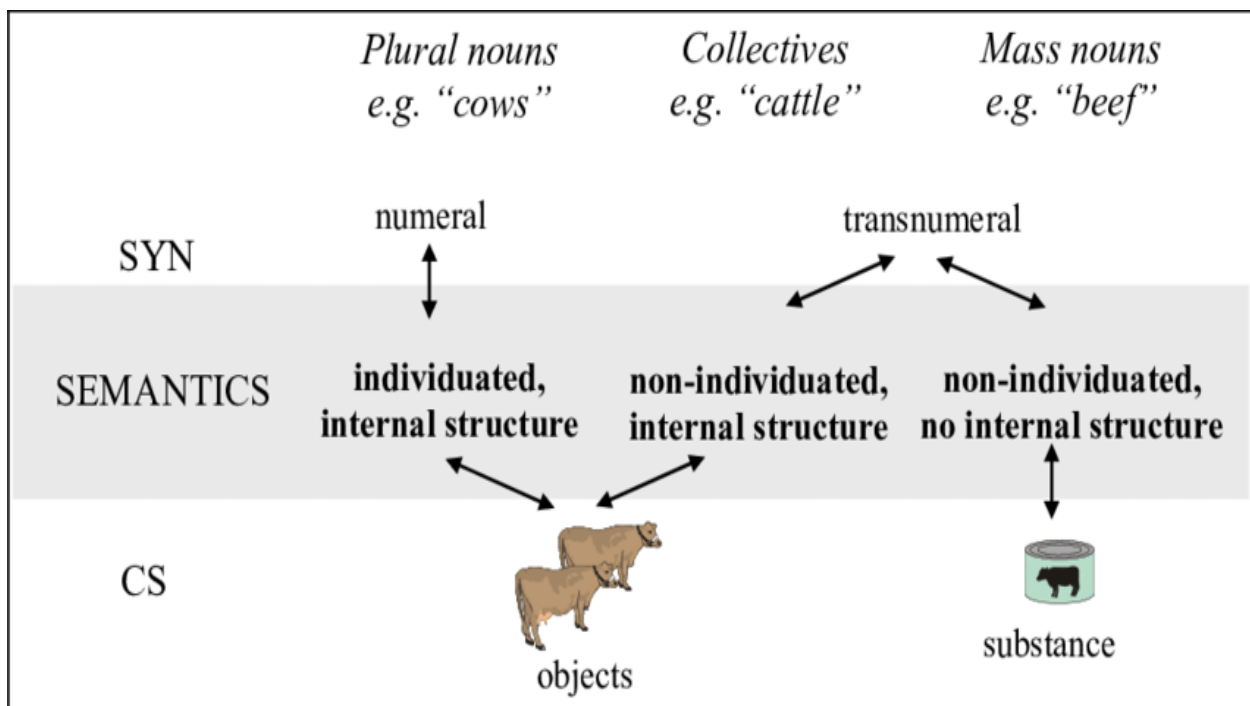 Plural nouns
e.g. “cows”
Collectives
e.g. “cattle”
Mass nouns
e.g. “beef”
SYN
numeral
transnumeral
SEMANTICS
individuated,
internal structure
non-individuated,
internal structure
non-individuated,
no internal structure
CS
objects
substance